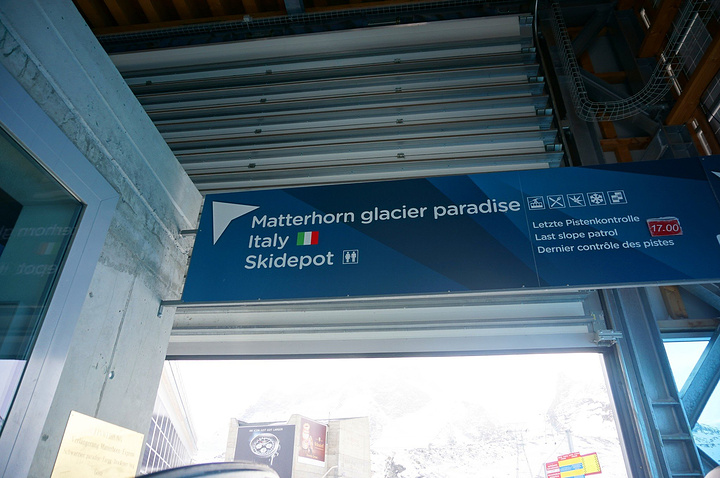 Matterhorn glacier paradise
Italy
Skidepot
Letzte Pistenkontrolle
Last slope patrol
Dernier contrôle des pistes
17.00